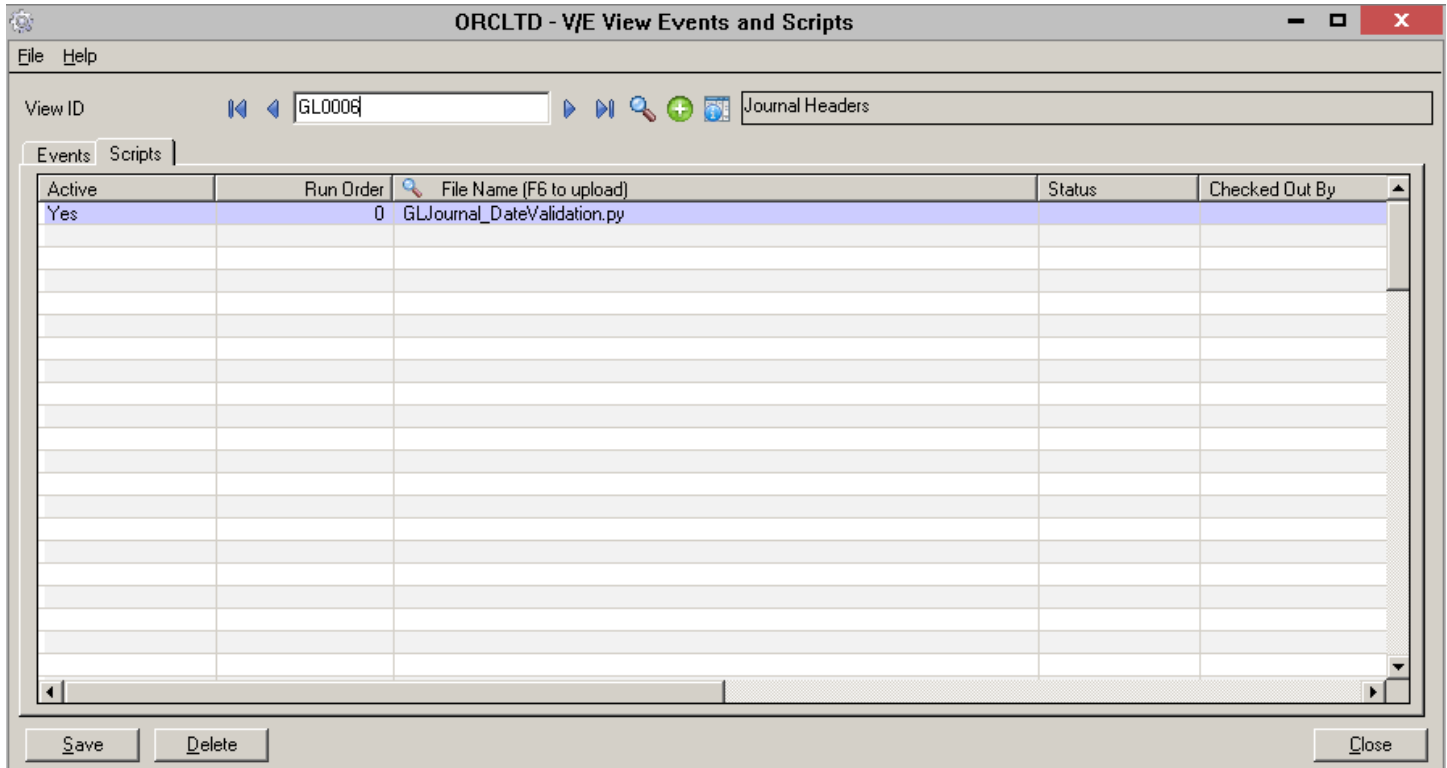 ORCLTD - V/E View Events and Scripts
File Help
View ID GL0006 Journal Headers
Events Scripts
Active Run Order File Name (F6 to upload) Status Checked Out By
Yes 0 GLJournal_DateValidation.py
Save Delete Close